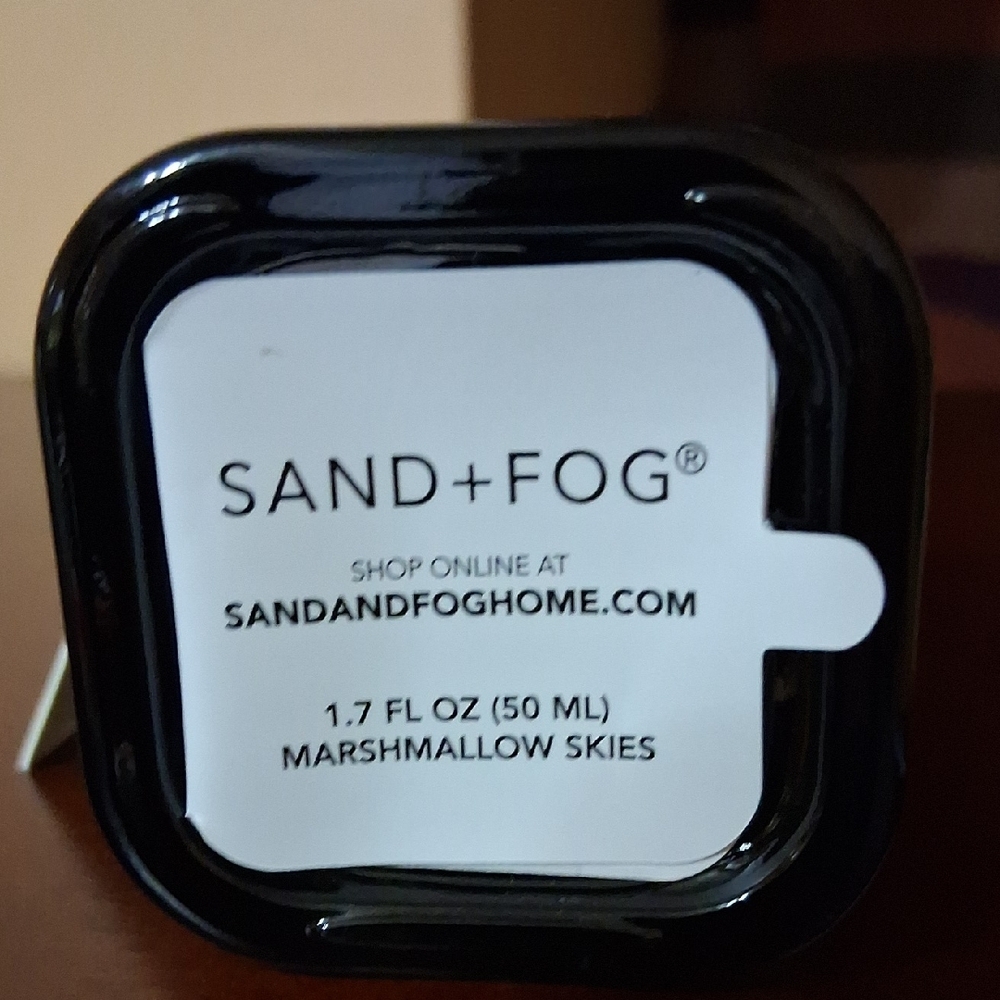 SAND+FOG®
SHOP ONLINE AT
SANDANDFOGHOME.COM
1.7 FL OZ (50 ML)
MARSHMALLOW SKIES